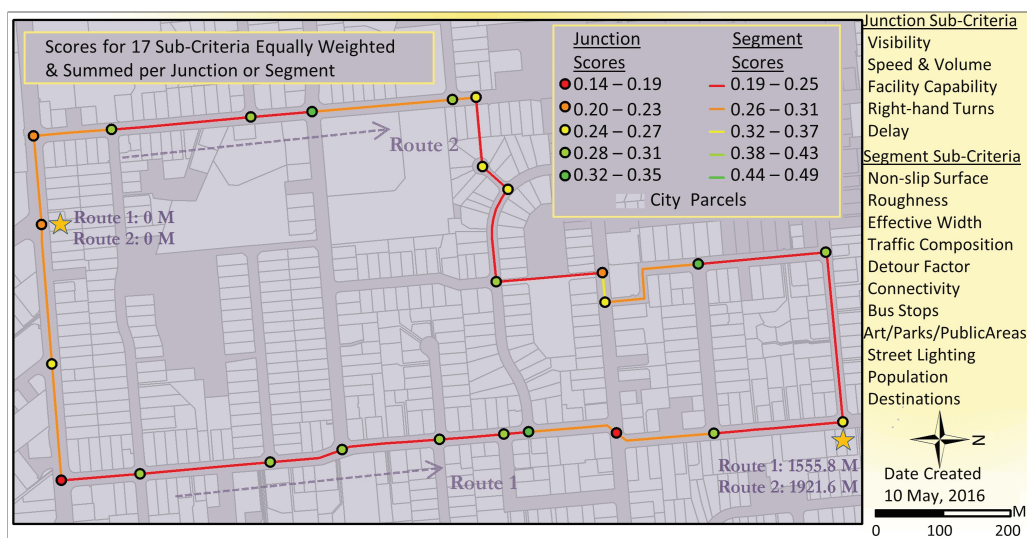 Scores for 17 Sub-Criteria Equally Weighted
& Summed per Junction or Segment
Junction
Scores
0.14 – 0.19
0.20 – 0.23
0.24 – 0.27
0.28 – 0.31
0.32 – 0.35
Segment
Scores
0.19 – 0.25
0.26 – 0.31
0.32 – 0.37
0.38 – 0.43
0.44 – 0.49
City Parcels
Route 2
Route 1: 0 M
Route 2: 0 M
Route 1
Route 1: 1555.8 M
Route 2: 1921.6 M
Junction Sub-Criteria
Visibility
Speed & Volume
Facility Capability
Right-hand Turns
Delay
Segment Sub-Criteria
Non-slip Surface
Roughness
Effective Width
Traffic Composition
Detour Factor
Connectivity
Bus Stops
Art/Parks/PublicAreas
Street Lighting
Population
Destinations
N
Date Created
10 May, 2016
M
0 100 200